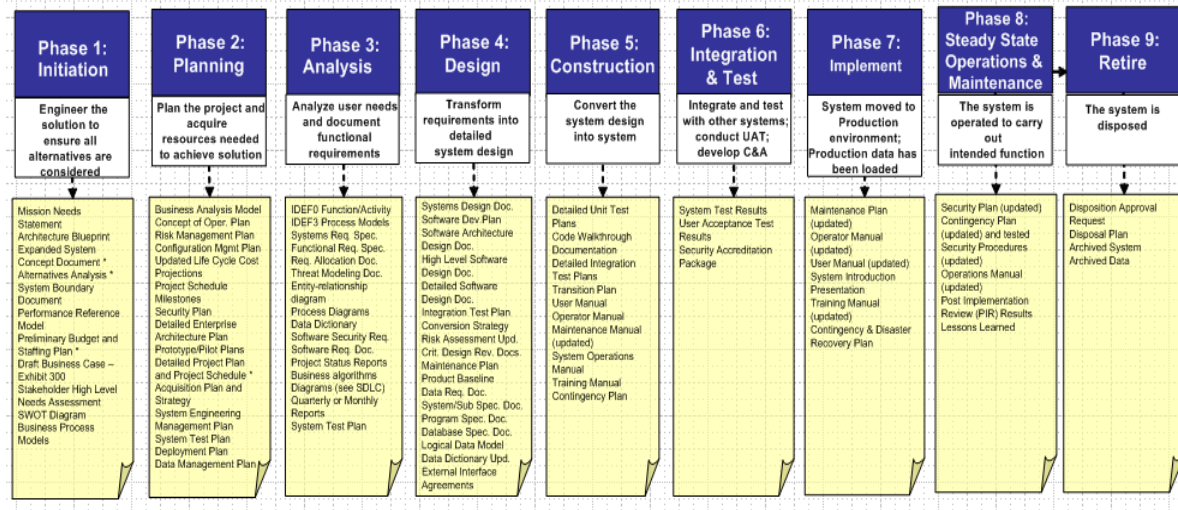 Phase 1:
Initiation
Engineer the
solution to
ensure all
alternatives are
considered
Mission Needs
Statement
Architecture Blueprint
Expanded System
Concept Document *
Alternatives Analysis *
System Boundary
Document
Performance Reference
Model
Preliminary Budget and
Staffing Plan *
Draft Business Case –
Exhibit 300
Stakeholder High Level
Needs Assessment
SWOT Diagram
Business Process
Models
Phase 2:
Planning
Plan the project and
acquire
resources needed
to achieve solution
Business Analysis Model
Concept of Oper. Plan
Risk Management Plan
Configuration Mgmt Plan
Updated Life Cycle Cost
Projections
Project Schedule
Milestones
Security Plan
Detailed Enterprise
Architecture Plan
Prototype/Pilot Plans
Detailed Project Plan
and Project Schedule *
Acquisition Plan and
Strategy
System Engineering
Management Plan
System Test Plan
Deployment Plan
Data Management Plan
Phase 3:
Analysis
Analyze user needs
and document
functional
requirements
IDEF0 Function/Activity
IDEF3 Process Models
Systems Req. Spec.
Functional Req. Spec.
Req. Allocation Doc.
Threat Modeling Doc.
Entity-relationship
diagram
Process Diagrams
Data Dictionary
Software Security Req.
Software Req. Doc.
Project Status Reports
Business algorithms
Diagrams (see SDLC)
Quarterly or Monthly
Reports
System Test Plan
Phase 4:
Design
Transform
requirements into
detailed
system design
Systems Design Doc.
Software Dev Plan
Software Architecture
Design Doc.
High Level Software
Design Doc.
Detailed Software
Design Doc.
Integration Test Plan
Conversion Strategy
Risk Assessment Upd.
Crit. Design Rev. Docs.
Maintenance Plan
Product Baseline
Data Req. Doc.
System/Sub Spec. Doc.
Program Spec. Doc.
Database Spec. Doc.
Logical Data Model
Data Dictionary Upd.
External Interface
Agreements
Phase 5:
Construction
Convert the
system design
into system
Detailed Unit Test
Plans
Code Walkthrough
Documentation
Detailed Integration
Test Plans
Transition Plan
User Manual
Operator Manual
Maintenance Manual
(updated)
System Operations
Manual
Training Manual
Contingency Plan
Phase 6:
Integration
& Test
Integrate and test
with other systems;
conduct UAT;
develop C&A
System Test Results
User Acceptance Test
Results
Security Accreditation
Package
Phase 7:
Implement
System moved to
Production
environment;
Production data has
been loaded
Maintenance Plan
(updated)
Operator Manual
(updated)
User Manual (updated)
System Introduction
Presentation
Training Manual
(updated)
Contingency & Disaster
Recovery Plan
Phase 8:
Steady State
Operations &
Maintenance
The system is
operated to carry
out
intended function
Security Plan (updated)
Contingency Plan
(updated) and tested
Security Procedures
(updated)
Operations Manual
(updated)
Post Implementation
Review (PIR) Results
Lessons Learned
Phase 9:
Retire
The system is
disposed
Disposition Approval
Request
Disposal Plan
Archived System
Archived Data